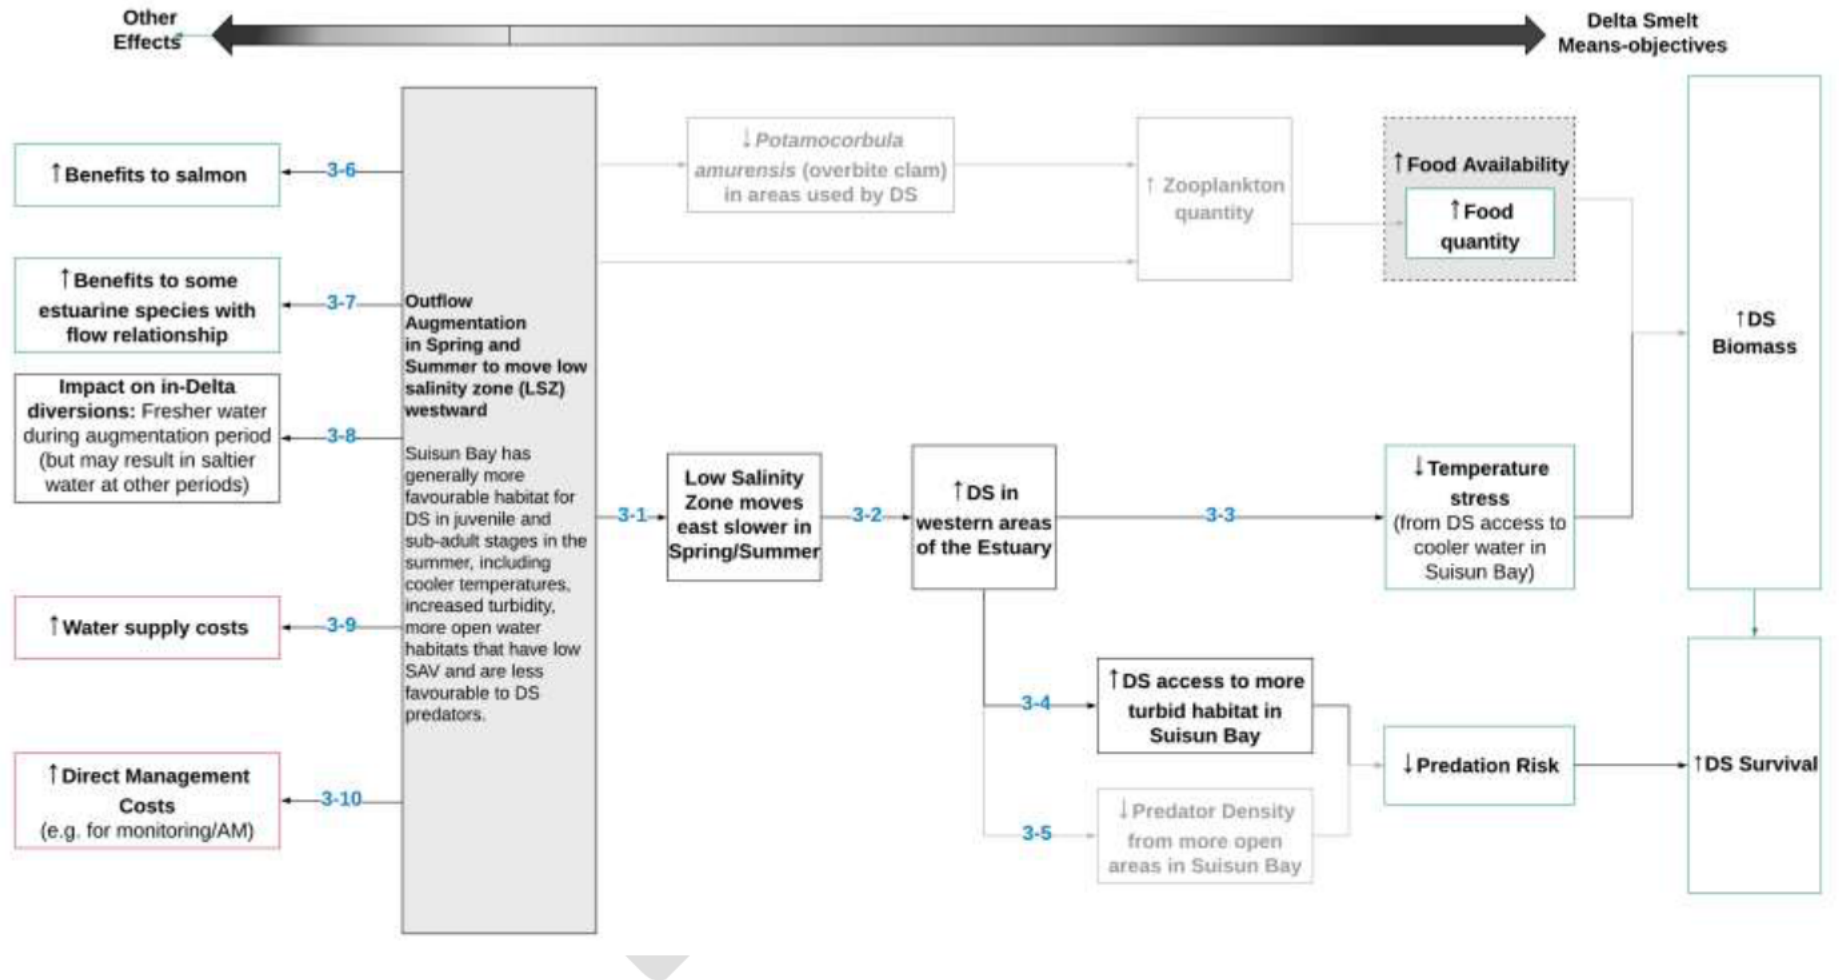 Other
Effects
Delta Smelt
Means-objectives
↑Benefits to salmon
3-6
↑Benefits to some
estuarine species with
flow relationship
3-7
Impact on in-Delta
diversions: Fresher water
during augmentation period
(but may result in saltier
water at other periods)
3-8
↑Water supply costs
3-9
↑Direct Management
Costs
(e.g. for monitoring/AM)
3-10
Outflow
Augmentation
in Spring and
Summer to move low
salinity zone (LSZ)
westward
Suisun Bay has
generally more
favourable habitat for
DS in juvenile and
sub-adult stages in the
summer, including
cooler temperatures,
increased turbidity,
more open water
habitats that have low
SAV and are less
favourable to DS
predators.
↓Potamocorbula
amurensis (overbite clam)
in areas used by DS
↑ Zooplankton
quantity
↑Food Availability
↑Food
quantity
3-1
Low Salinity
Zone moves
east slower in
Spring/Summer
3-2
↑DS in
western areas
of the Estuary
3-3
↓Temperature
stress
(from DS access to
cooler water in
Suisun Bay)
3-4
↑DS access to more
turbid habitat in
Suisun Bay
3-5
↓Predator Density
from more open
areas in Suisun Bay
↓Predation Risk
↑DS
Biomass
↑DS Survival